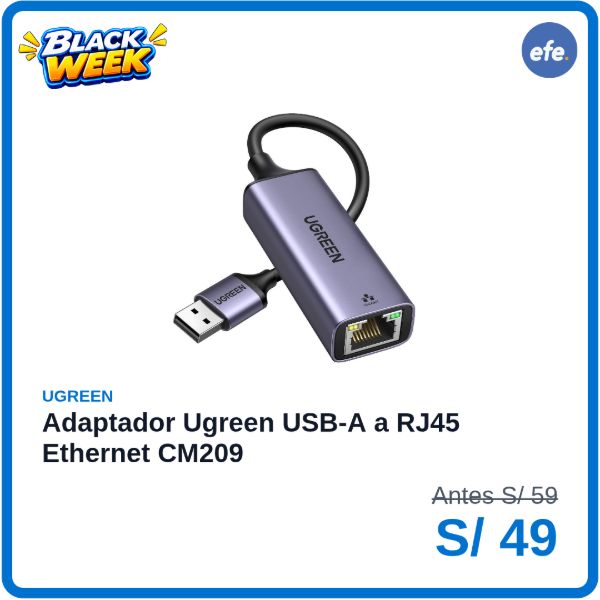 BLACK
WEEK
efe.
UGREEN
UGREEN
UGREEN
Adaptador Ugreen USB-A a RJ45
Ethernet CM209
Antes S/ 59
S/ 49